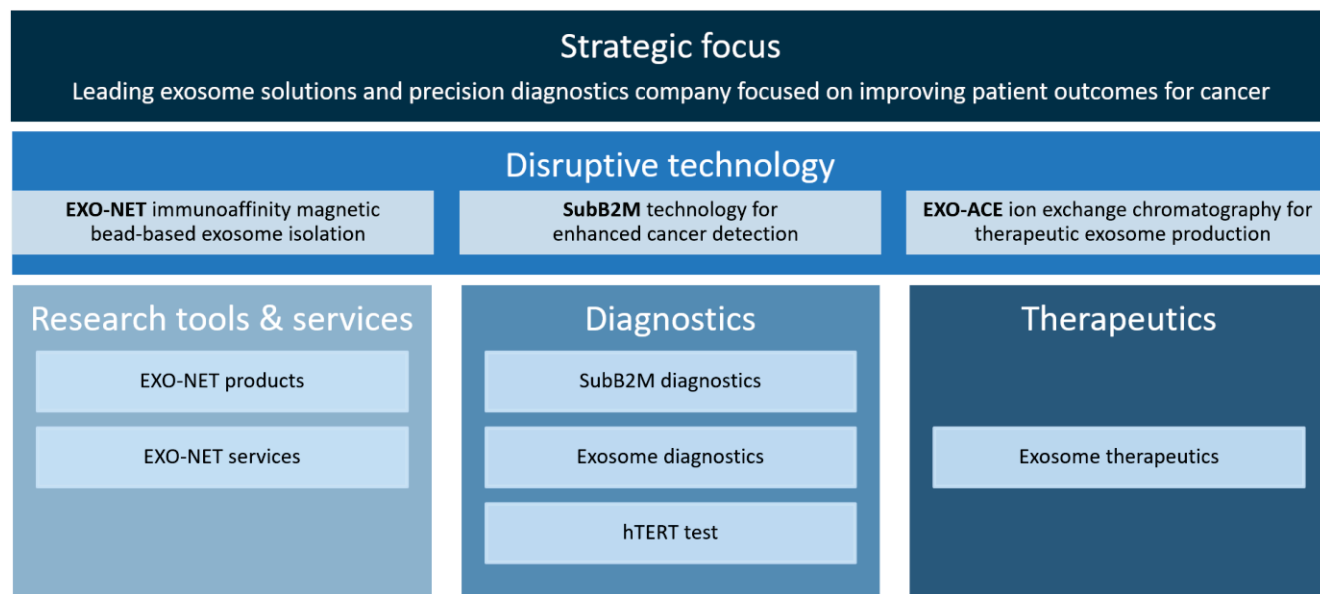 Strategic focus
Leading exosome solutions and precision diagnostics company focused on improving patient outcomes for cancer
Disruptive technology
EXO-NET immunoaffinity magnetic
bead-based exosome isolation
SubB2M technology for
enhanced cancer detection
EXO-ACE ion exchange chromatography for
therapeutic exosome production
Research tools & services
EXO-NET products
EXO-NET services
Diagnostics
SubB2M diagnostics
Exosome diagnostics
hTERT test
Therapeutics
Exosome therapeutics